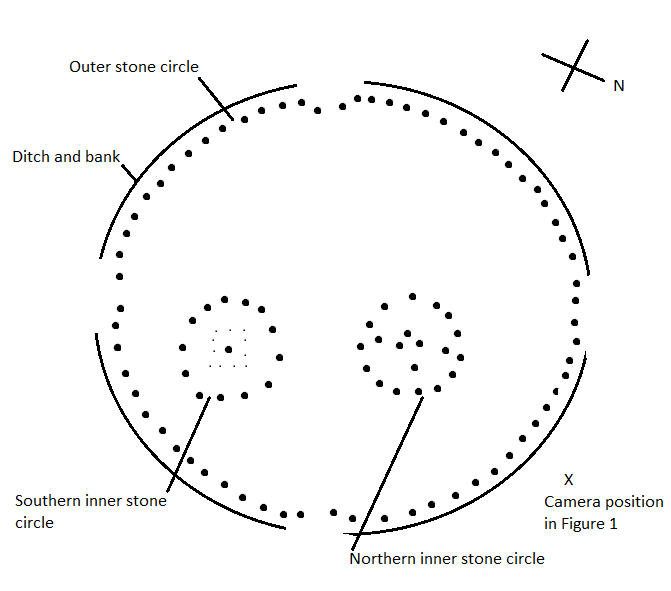 Outer stone circle
N
Ditch and bank
X
Camera position
in Figure 1
Southern inner stone
circle
Northern inner stone circle